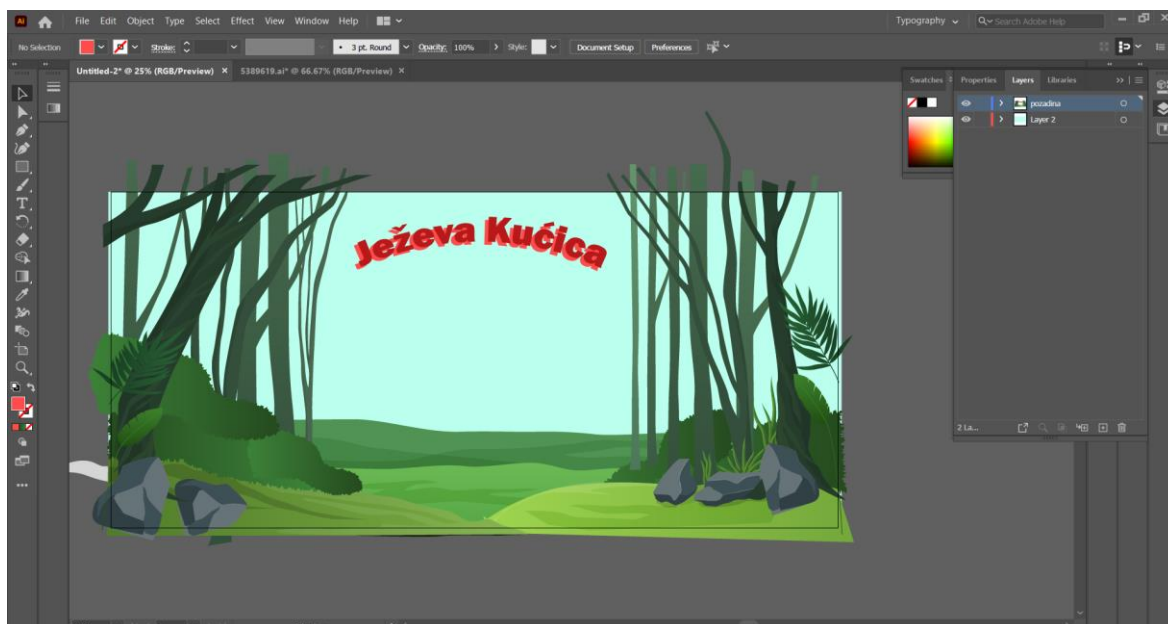 Ai File Edit Object Type Select Effect View Window Help Typography Search Adobe Help
No Selection Stroke: 3 pt. Round Opacity: 100% Style: Document Setup Preferences
Untitled-2* @ 25% (RGB/Preview) × 5389619.ai* @ 66.67% (RGB/Preview) ×
Swatches Properties Layers Libraries
pozadina
Layer 2
Ježeva Kućica
2 La...